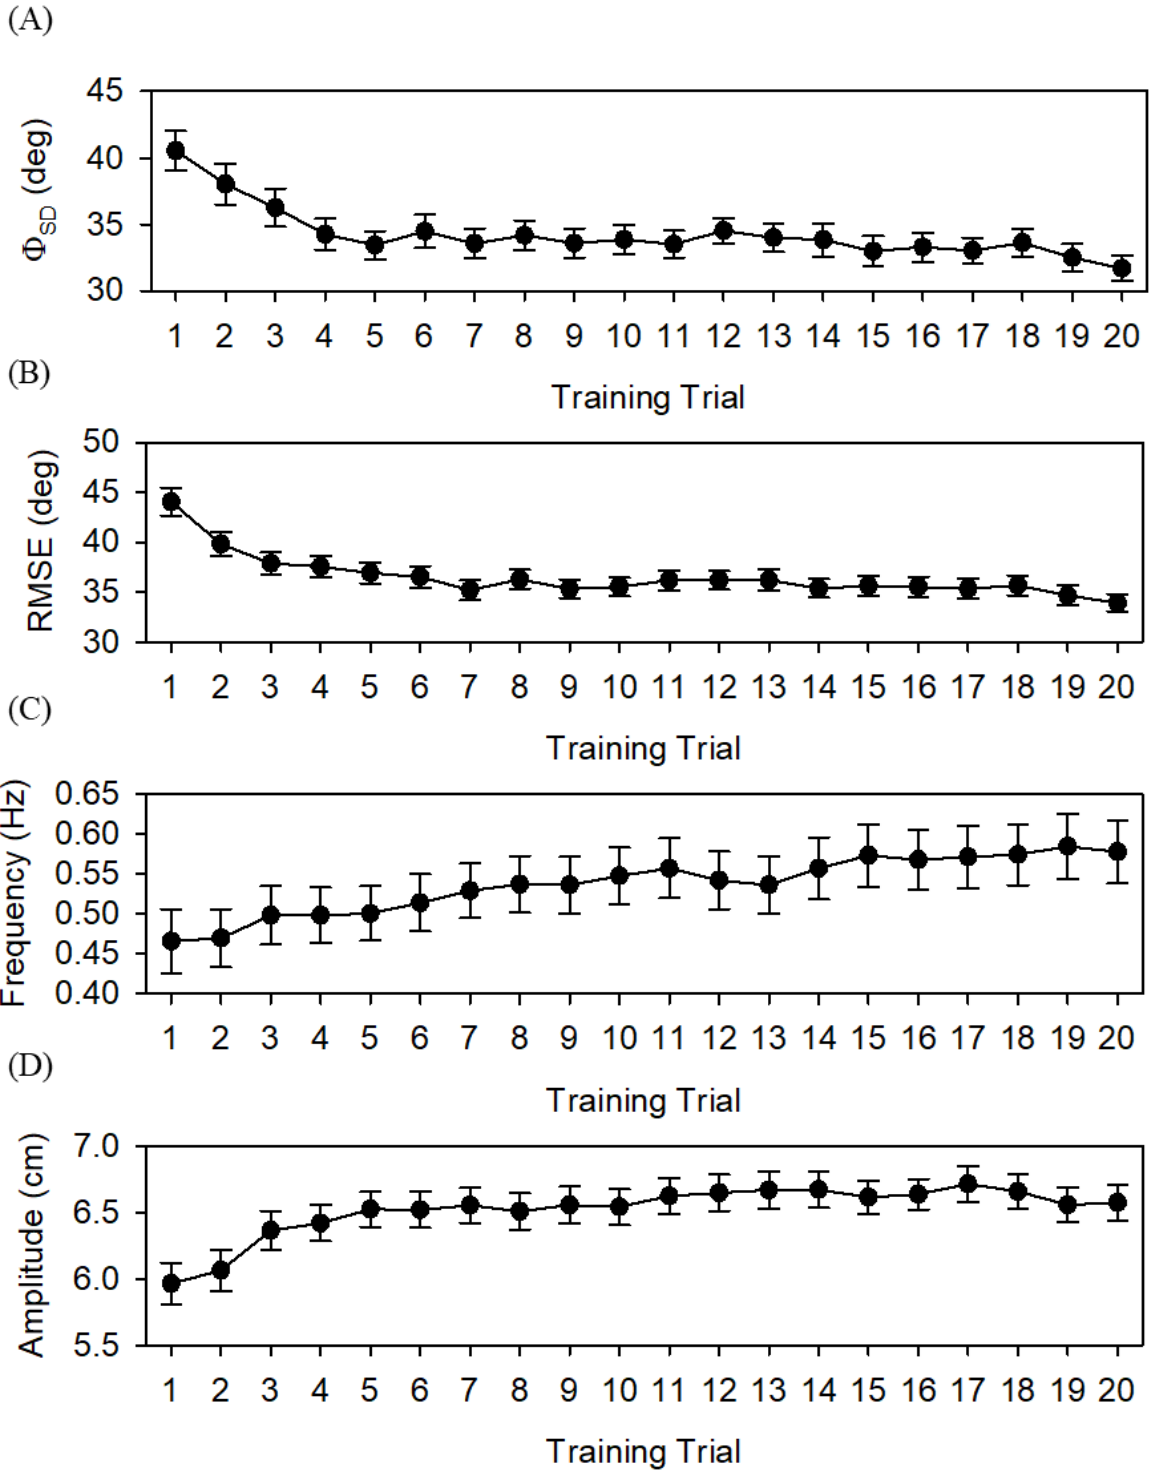 (A)
ΦSD (deg)
45
40
35
30
1 2 3 4 5 6 7 8 9 10 11 12 13 14 15 16 17 18 19 20
Training Trial
(B)
RMSE (deg)
50
45
40
35
30
1 2 3 4 5 6 7 8 9 10 11 12 13 14 15 16 17 18 19 20
Training Trial
(C)
Frequency (Hz)
0.65
0.60
0.55
0.50
0.45
0.40
1 2 3 4 5 6 7 8 9 10 11 12 13 14 15 16 17 18 19 20
Training Trial
(D)
Amplitude (cm)
7.0
6.5
6.0
5.5
1 2 3 4 5 6 7 8 9 10 11 12 13 14 15 16 17 18 19 20
Training Trial